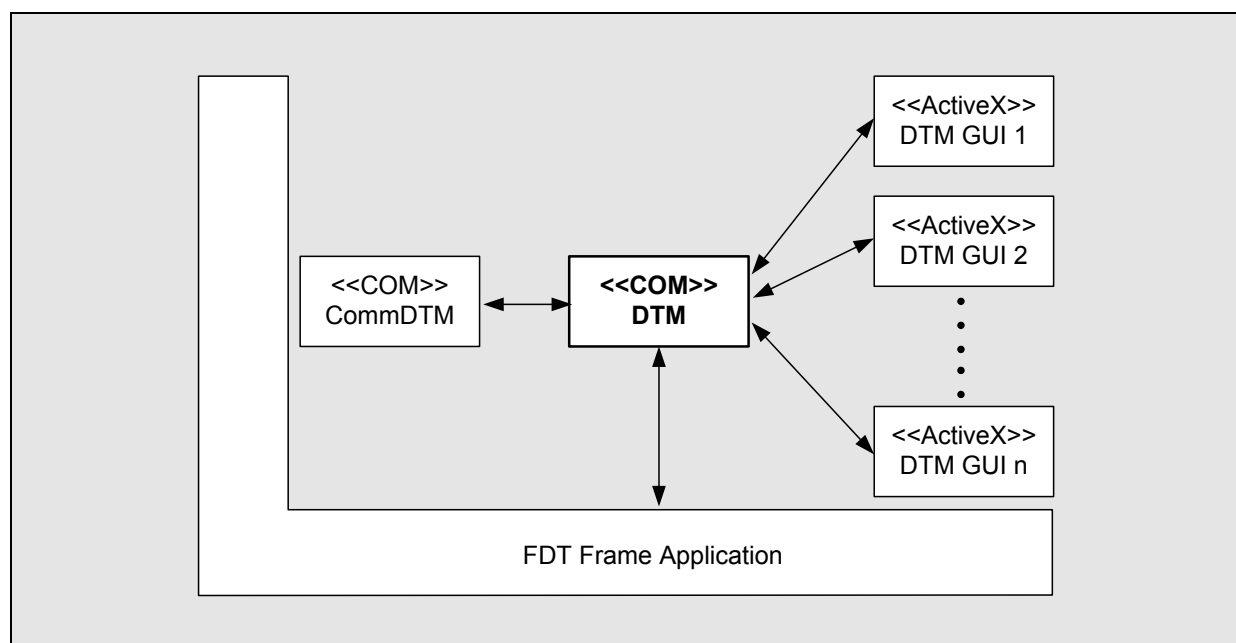 <<ActiveX>>
DTM GUI 1
<<ActiveX>>
DTM GUI 2
<<COM>>
CommDTM
<<COM>>
DTM
<<ActiveX>>
DTM GUI n
FDT Frame Application